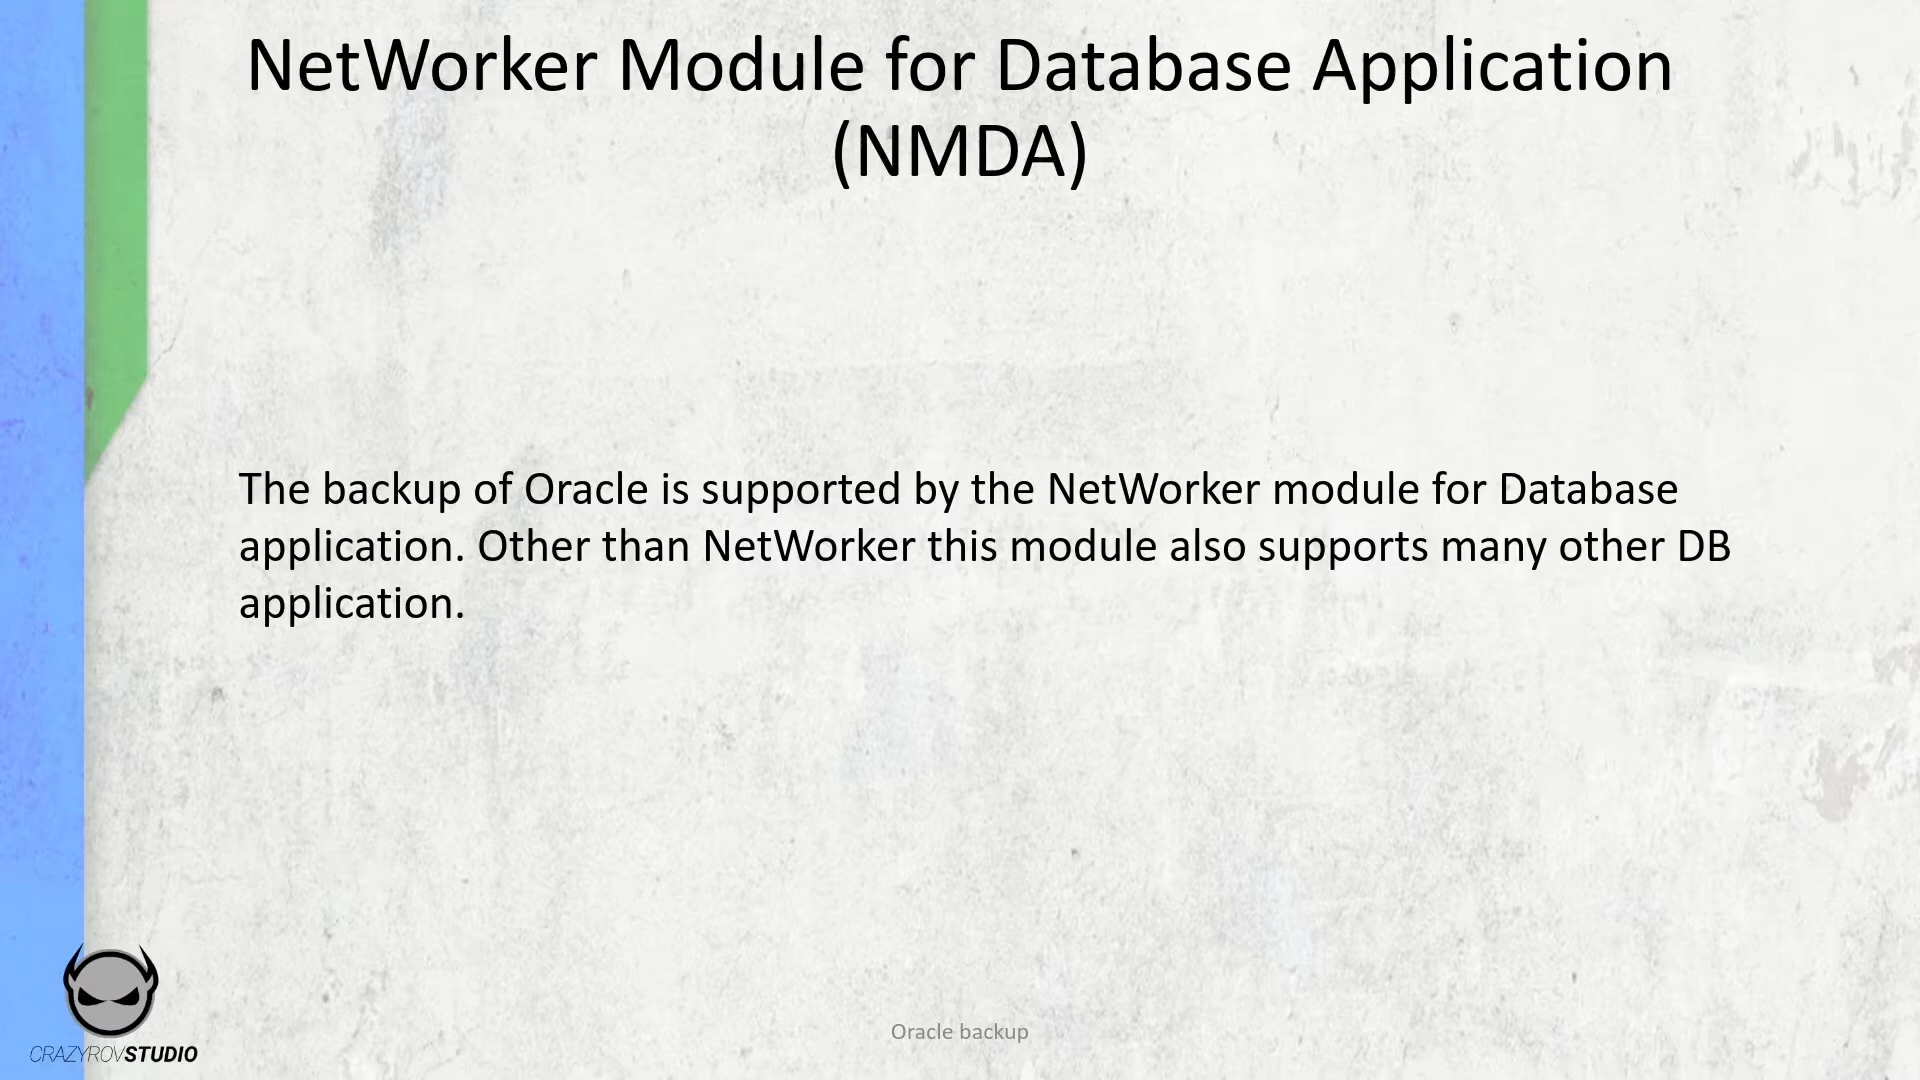 NetWorker Module for Database Application
(NMDA)
The backup of Oracle is supported by the NetWorker module for Database
application. Other than NetWorker this module also supports many other DB
application.
Oracle backup
CRAZYROVSTUDIO